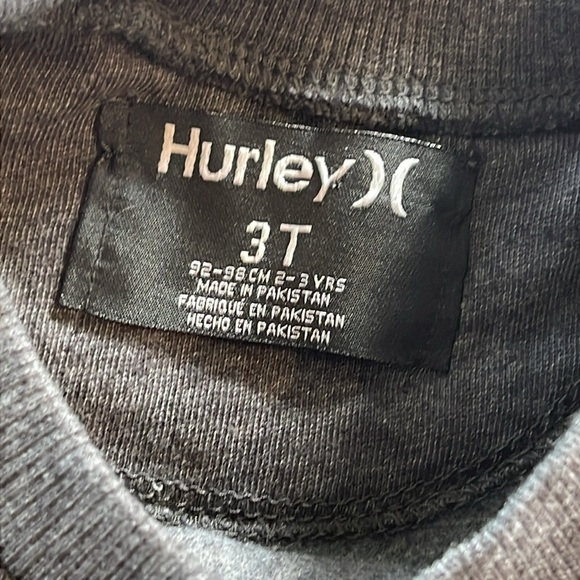 Hurley
3T
92-98 CM 2-3 YRS
MADE IN PAKISTAN
FABRIQUÉ EN PAKISTAN
HECHO EN PAKISTAN